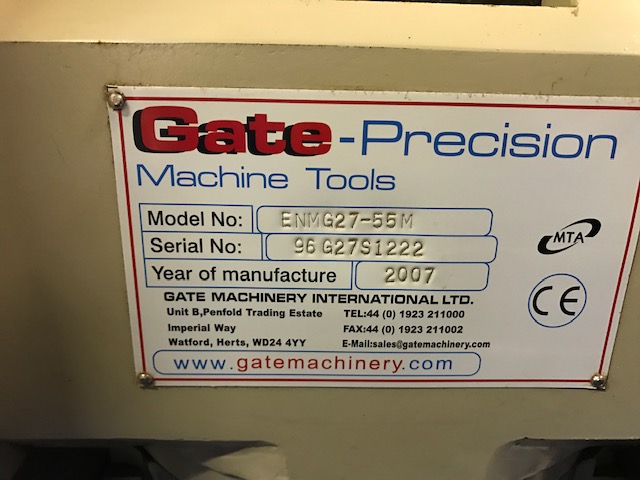 Gate-Precision
Machine Tools
Model No: ENMG27-55M
Serial No: 96 G27S1222
Year of manufacture 2007
MTA
CE
GATE MACHINERY INTERNATIONAL LTD.
Unit B,Penfold Trading Estate TEL:44 (0) 1923 211000
Imperial Way FAX:44 (0) 1923 211002
Watford, Herts, WD24 4YY E-Mail:sales@gatemachinery.com
www.gatemachinery.com